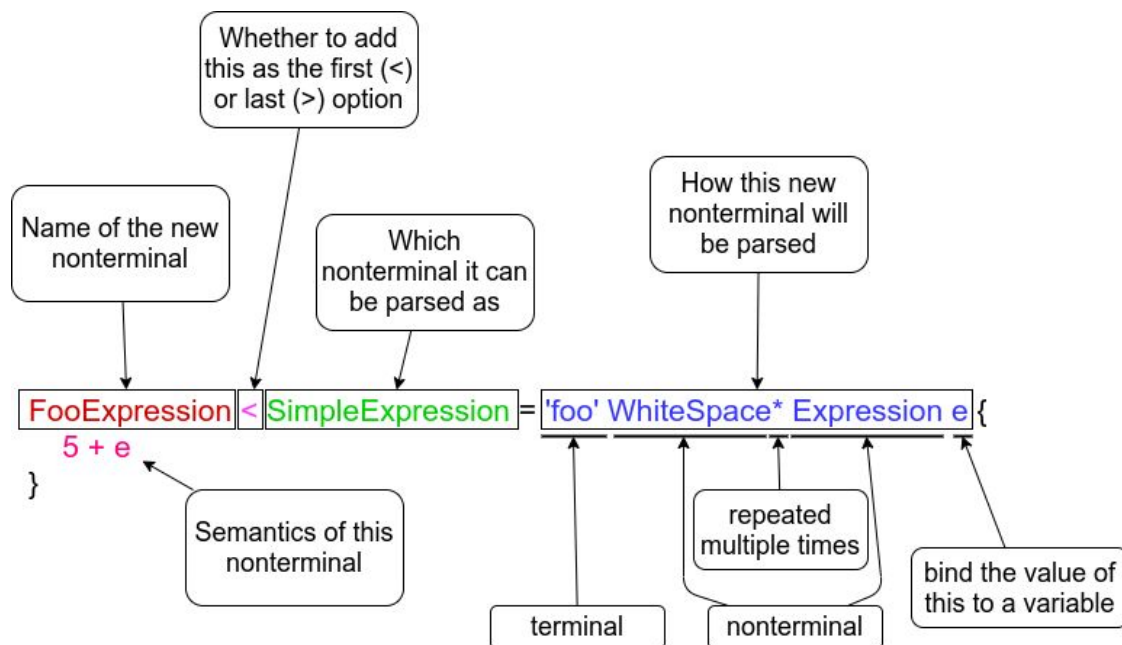 Whether to add
this as the first (<)
or last (>) option
Name of the new
nonterminal
Which
nonterminal it can
be parsed as
How this new
nonterminal will
be parsed
FooExpression < SimpleExpression = 'foo' WhiteSpace* Expression e {
5 + e
}
Semantics of this
nonterminal
repeated
multiple times
bind the value of
this to a variable
terminal
nonterminal